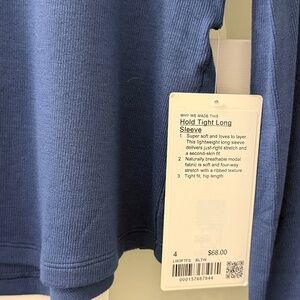 WHY WE MADE THIS
Hold Tight Long
Sleeve
1 Super soft and loves to layer.
This lightweight long sleeve
delivers just-right stretch and
a second-skin fit
2 Naturally breathable modal
fabric is soft and four-way
stretch with a ribbed texture
3 Tight fit, hip length
4 $68.00
LW3FTFS BLTW